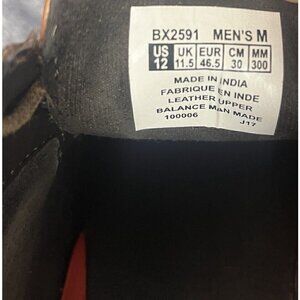 BX2591 MEN'S M
US UK EUR CM MM
12 11.5 46.5 30 300
MADE IN INDIA
FABRIQUE EN INDE
LEATHER UPPER
BALANCE MAN MADE
100006 J17